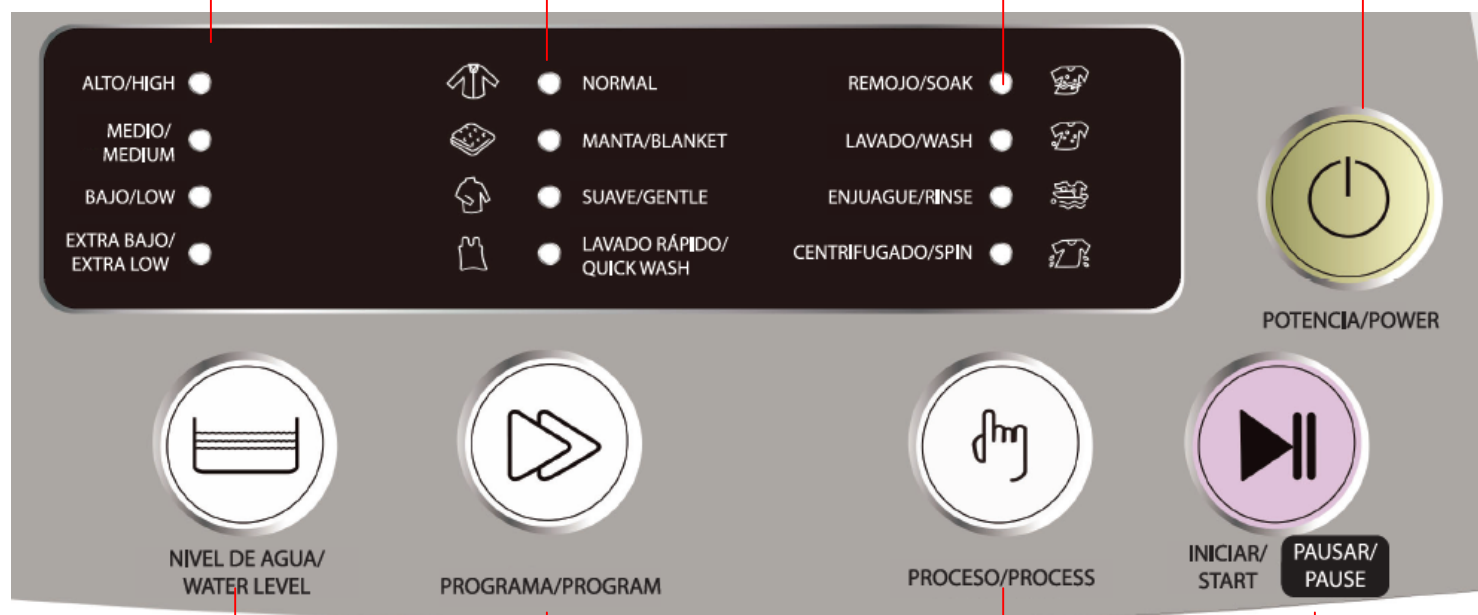 ALTO/HIGH
MEDIO/
MEDIUM
BAJO/LOW
EXTRA BAJO/
EXTRA LOW
NORMAL
MANTA/BLANKET
SUAVE/GENTLE
LAVADO RÁPIDO/
QUICK WASH
REMOJO/SOAK
LAVADO/WASH
ENJUAGUE/RINSE
CENTRIFUGADO/SPIN
POTENCIA/POWER
NIVEL DE AGUA/
WATER LEVEL
PROGRAMA/PROGRAM
PROCESO/PROCESS
INICIAR/
START
PAUSAR/
PAUSE